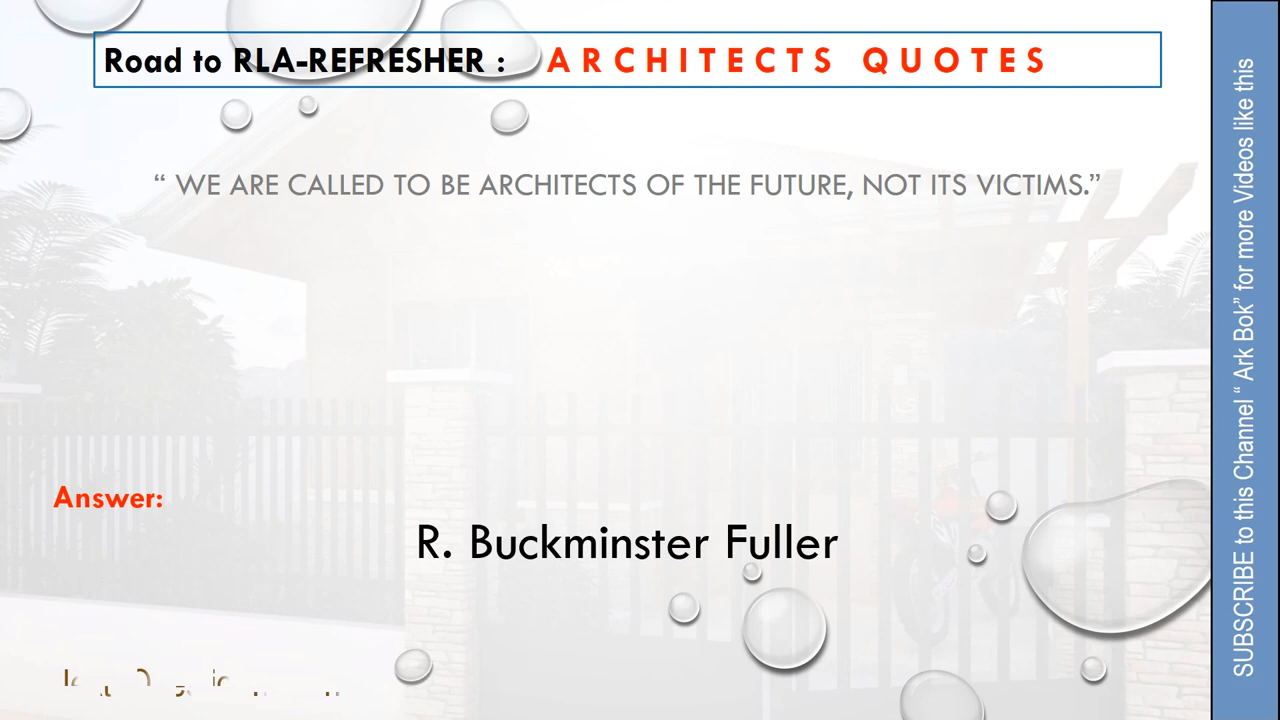 Road to RLA-REFRESHER : ARCHITECTS QUOTES
“ WE ARE CALLED TO BE ARCHITECTS OF THE FUTURE, NOT ITS VICTIMS.”
Answer:
R. Buckminster Fuller
SUBSCRIBE to this Channel “ Ark Bok” for more Videos like this